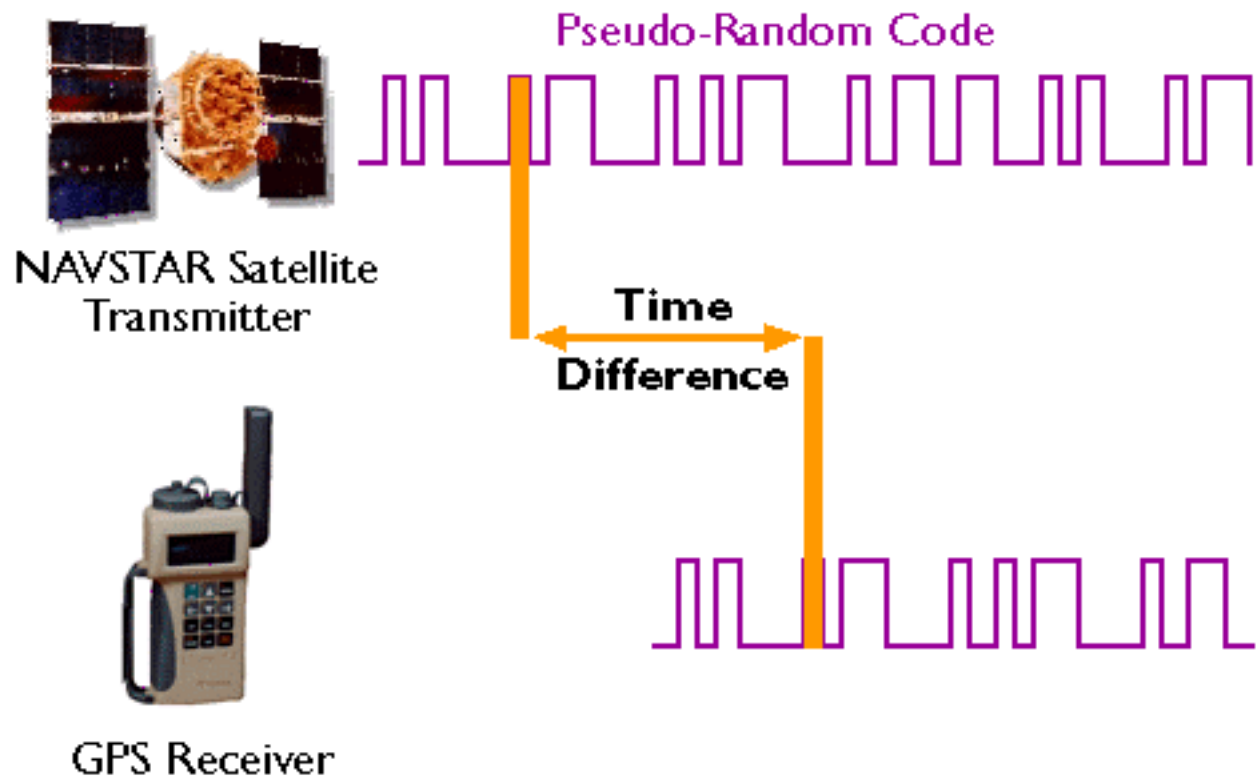 Pseudo-Random Code
NAVSTAR Satellite
Transmitter
Time
Difference
GPS Receiver